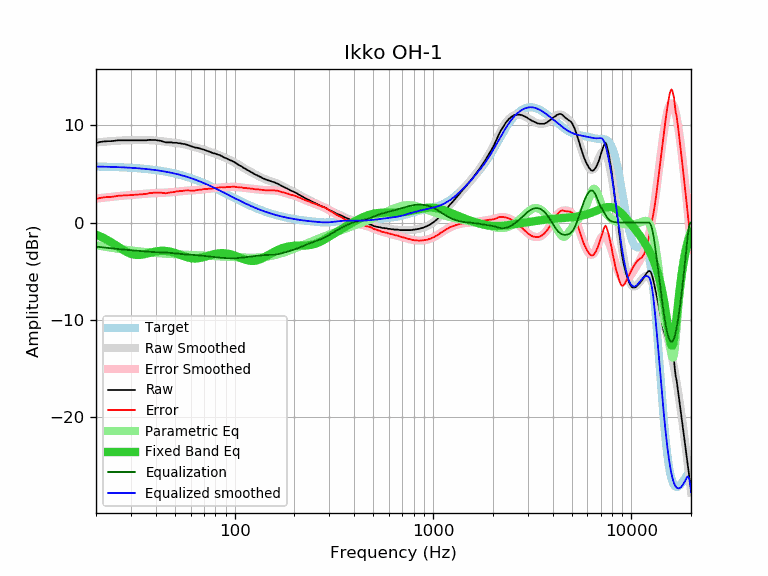 Ikko OH-1
Amplitude (dBr)
10
0
−10
−20
Target
Raw Smoothed
Error Smoothed
Raw
Error
Parametric Eq
Fixed Band Eq
Equalization
Equalized smoothed
100
1000
10000
Frequency (Hz)